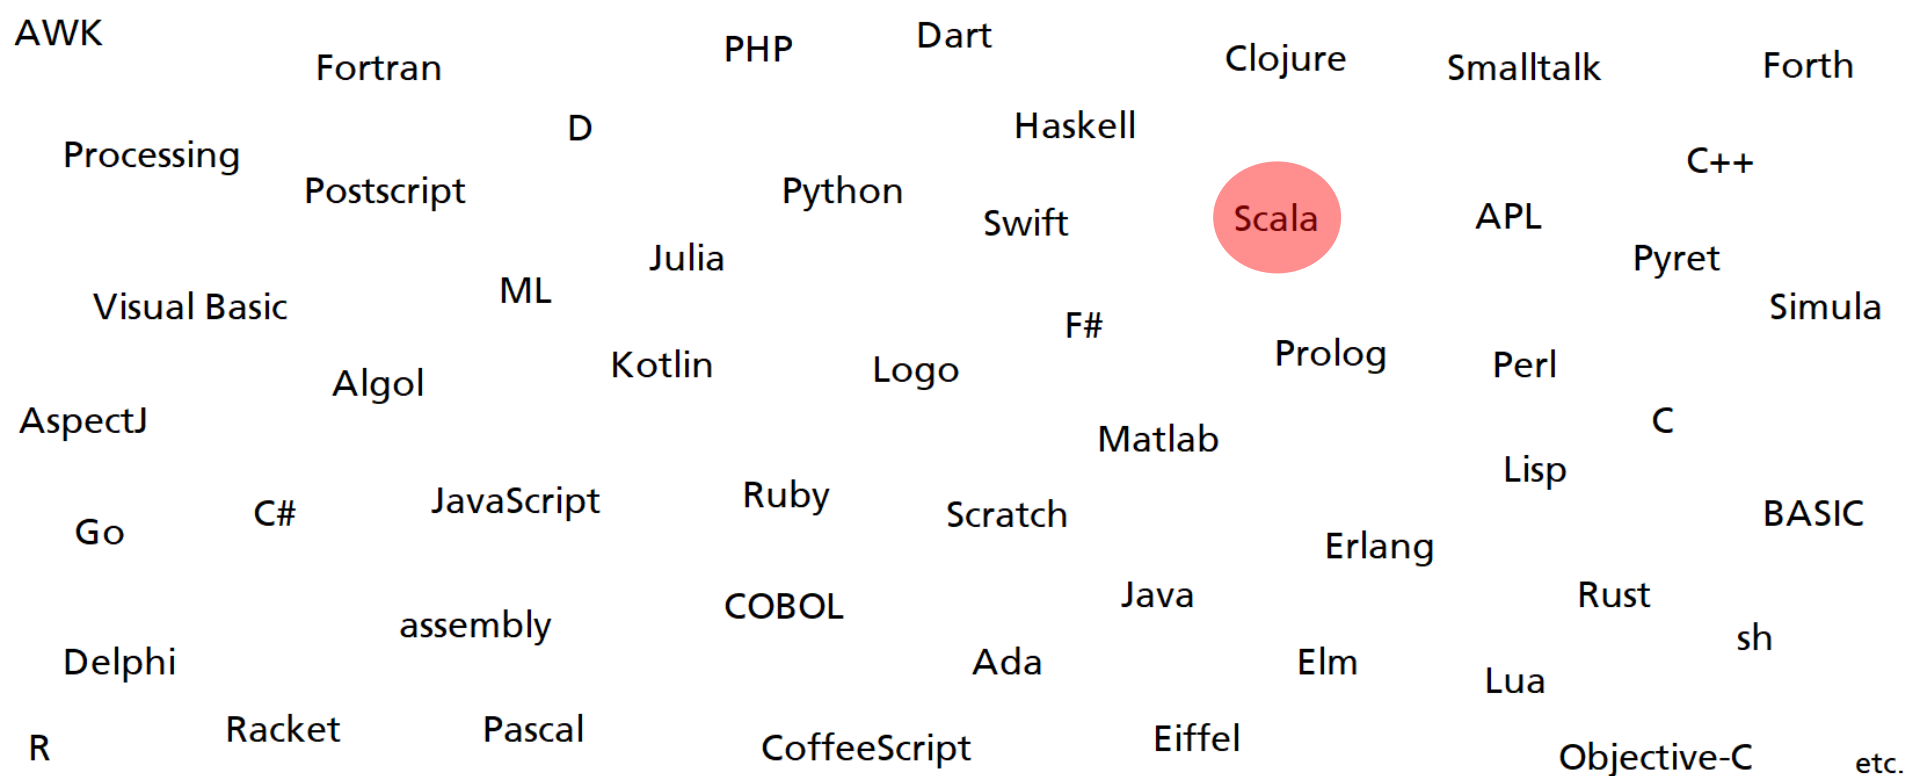 AWK
Fortran
PHP
Dart
Clojure
Smalltalk
Forth
Processing
D
Haskell
C++
Postscript
Python
Swift
Scala
APL
Pyret
Julia
ML
Visual Basic
Simula
F#
Algol
Kotlin
Logo
Prolog
Perl
AspectJ
Matlab
C
Lisp
Go
C#
JavaScript
Ruby
Scratch
BASIC
Erlang
assembly
COBOL
Java
Rust
sh
Delphi
Ada
Elm
Lua
R
Racket
Pascal
CoffeeScript
Eiffel
Objective-C
etc.